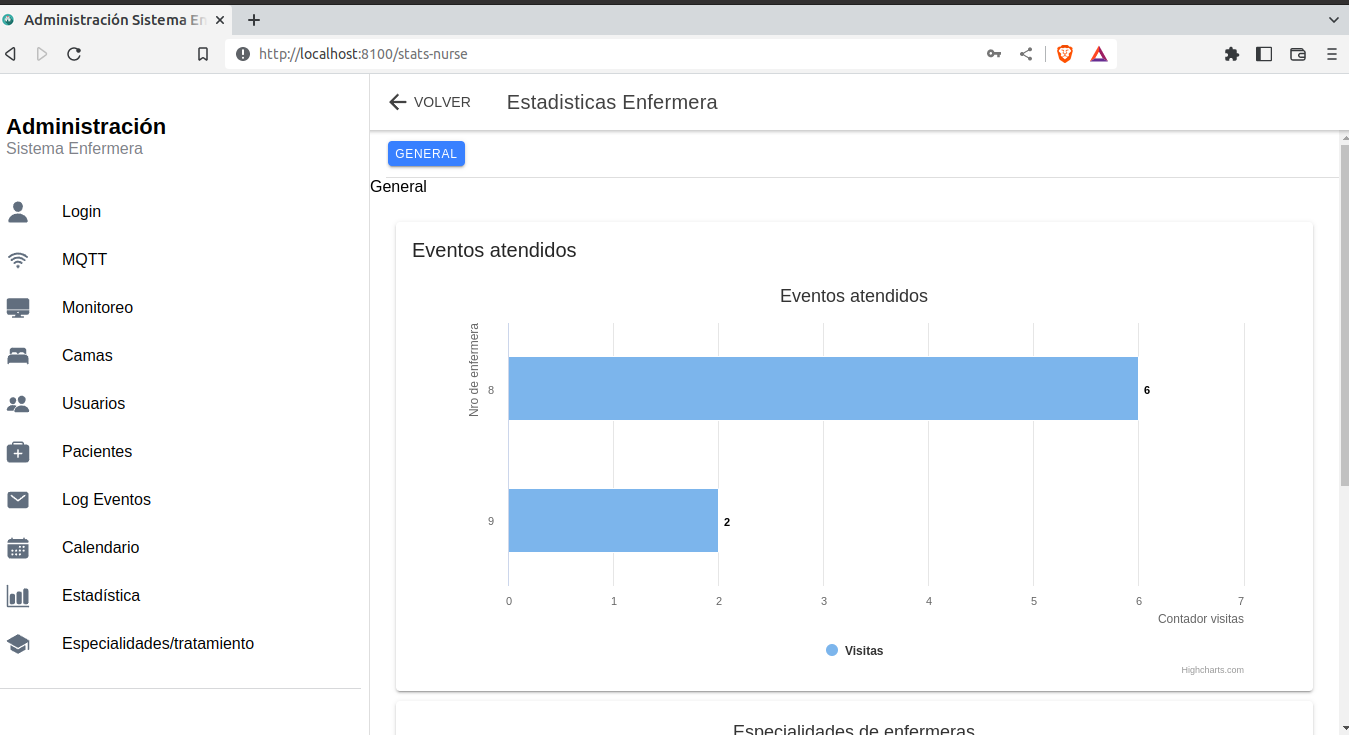 Administración Sistema En
http://localhost:8100/stats-nurse
Administración
Sistema Enfermera
Login
MQTT
Monitoreo
Camas
Usuarios
Pacientes
Log Eventos
Calendario
Estadística
Especialidades/tratamiento
VOLVER
Estadisticas Enfermera
GENERAL
General
Eventos atendidos
Eventos atendidos
Nro de enfermera
8
6
9
2
0 1 2 3 4 5 6 7
Contador visitas
Visitas
Highcharts.com
Especialidades de enfermeras